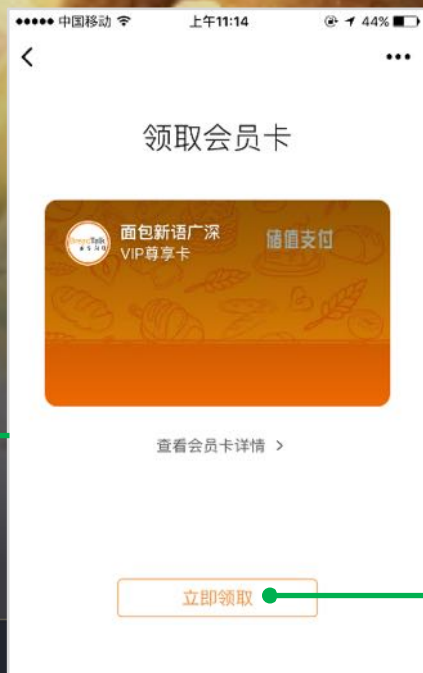 中国移动 上午11:14 44%
领取会员卡
BreadTalk
面包新语广深
VIP尊享卡
储值支付
查看会员卡详情 >
立即领取